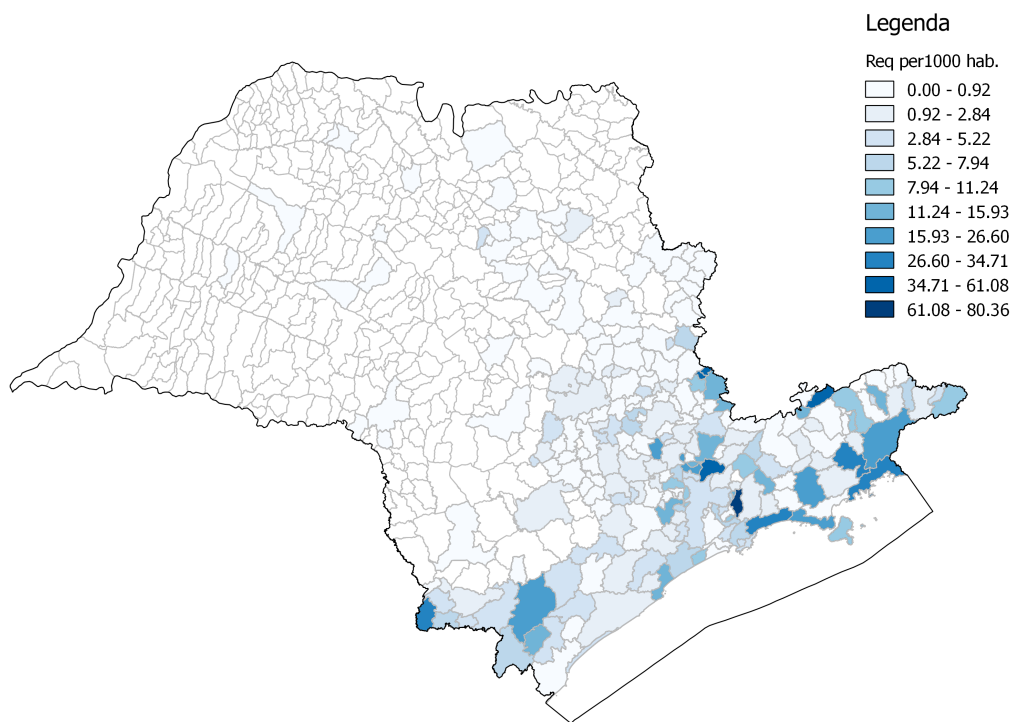 Legenda
Req per1000 hab.
0.00 - 0.92
0.92 - 2.84
2.84 - 5.22
5.22 - 7.94
7.94 - 11.24
11.24 - 15.93
15.93 - 26.60
26.60 - 34.71
34.71 - 61.08
61.08 - 80.36